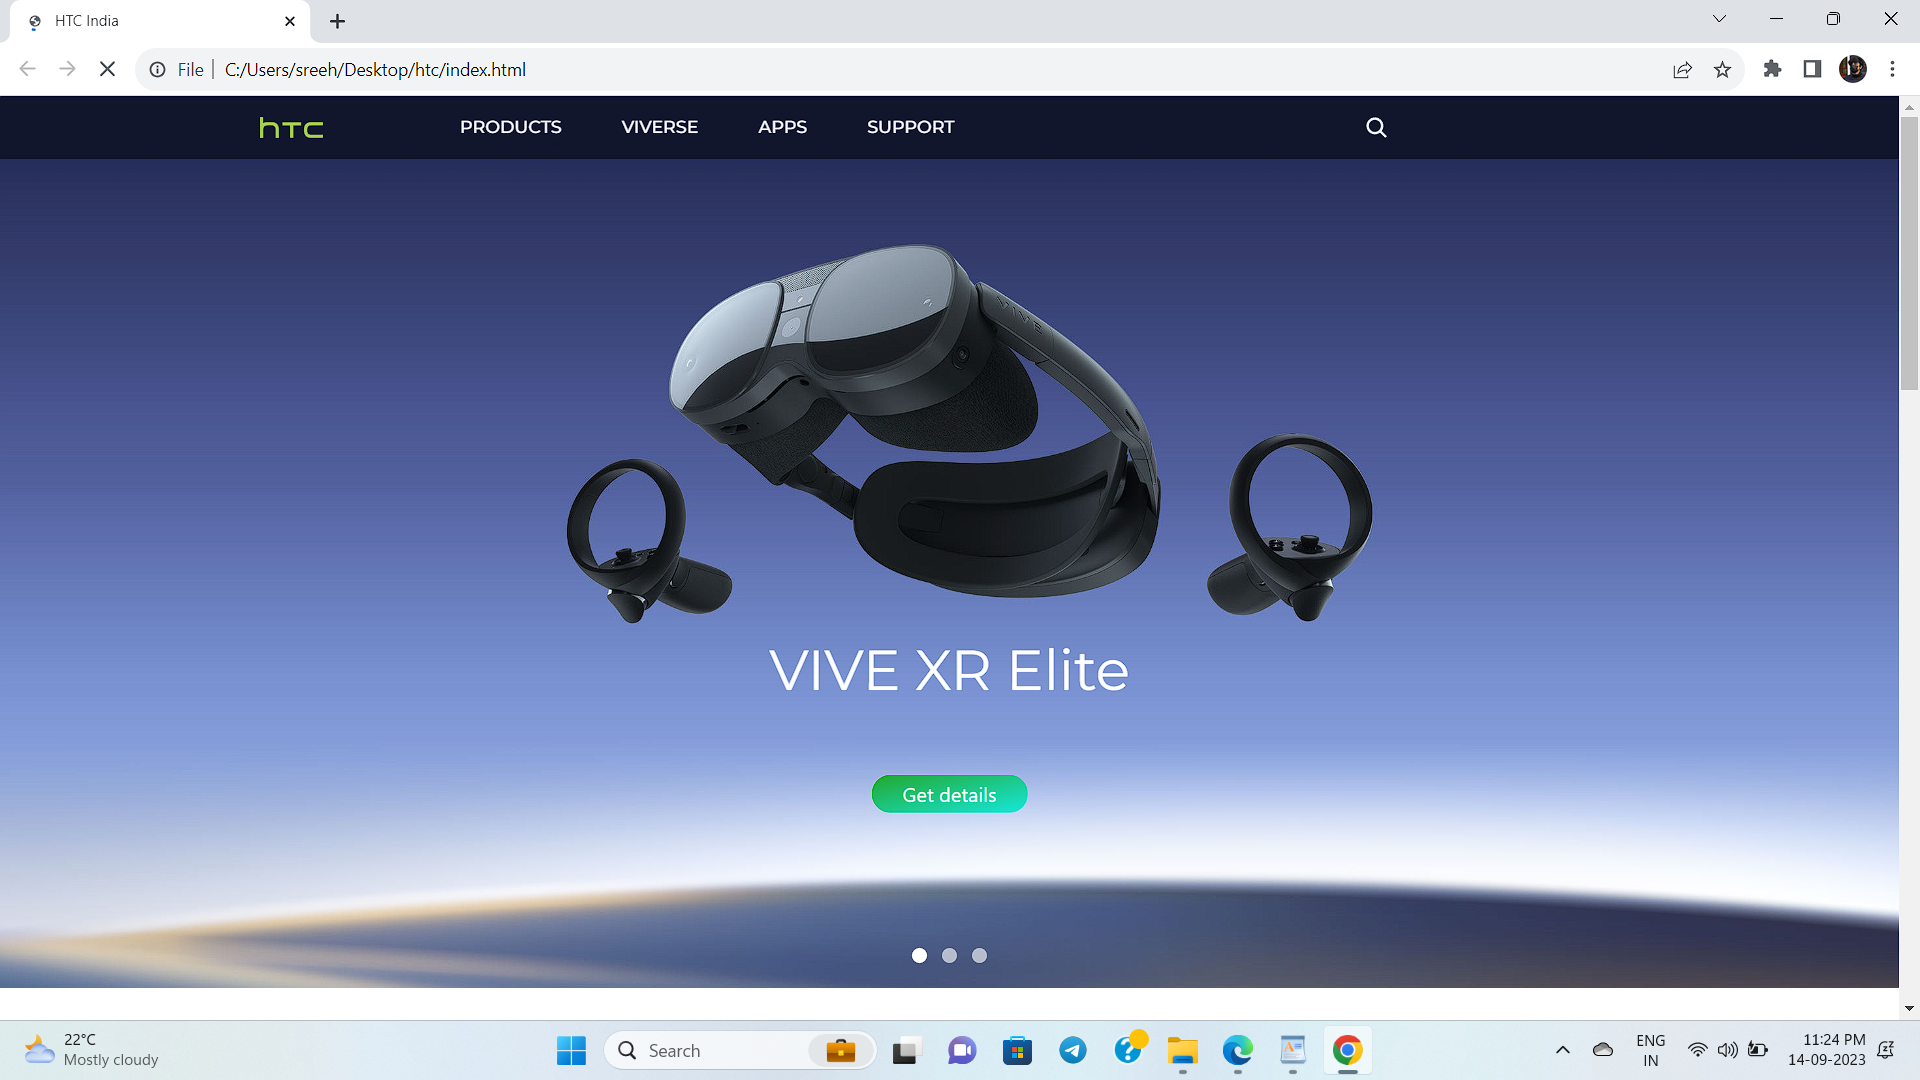 HTC India
File
C:/Users/sreeh/Desktop/htc/index.html
hTC
PRODUCTS
VIVERSE
APPS
SUPPORT
VIVE
VIVE XR Elite
Get details
22°C
Mostly cloudy
Search
ENG
IN
11:24 PM
14-09-2023